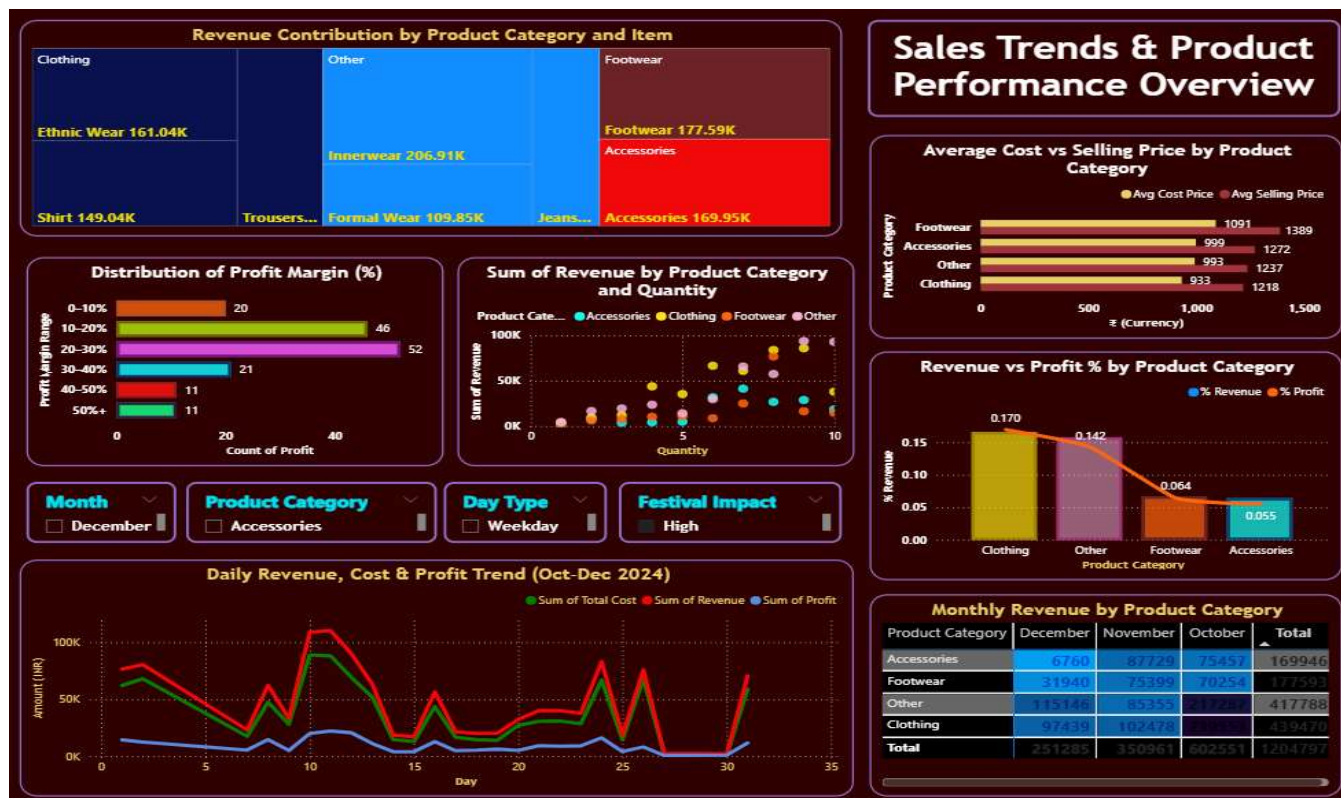 Revenue Contribution by Product Category and Item
Clothing
Ethnic Wear 161.04K
Shirt 149.04K
Trousers...
Other
Innerwear 206.91K
Formal Wear 109.85K
Jeans...
Footwear
Footwear 177.59K
Accessories
Accessories 169.95K
Sales Trends & Product
Performance Overview
Average Cost vs Selling Price by Product
Category
Avg Cost Price Avg Selling Price
Product Category
Footwear 1091 1389
Accessories 999 1272
Other 993 1237
Clothing 933 1218
0 500 1,000 1,500
₹ (Currency)
Distribution of Profit Margin (%)
Profit Margin Range
0-10% 20
10-20% 46
20-30% 52
30-40% 21
40-50% 11
50%+ 11
0 20 40
Count of Profit
Sum of Revenue by Product Category
and Quantity
Product Cate... Accessories Clothing Footwear Other
Sum of Revenue
100K
50K
0K
0 5 10
Quantity
Revenue vs Profit % by Product Category
% Revenue % Profit
% Revenue
0.15
0.10
0.05
0.00
0.170
0.142
0.064
0.055
Clothing Other Footwear Accessories
Product Category
Month
December
Product Category
Accessories
Day Type
Weekday
Festival Impact
High
Daily Revenue, Cost & Profit Trend (Oct-Dec 2024)
Sum of Total Cost Sum of Revenue Sum of Profit
Amount (INR)
100K
50K
0K
0 5 10 15 20 25 30 35
Day
Monthly Revenue by Product Category
Product Category December November October Total
Accessories 6760 87729 75457 169946
Footwear 31940 75399 70254 177593
Other 115146 85355 217287 417788
Clothing 97439 102478 439470
Total 251285 350961 602551 1204797